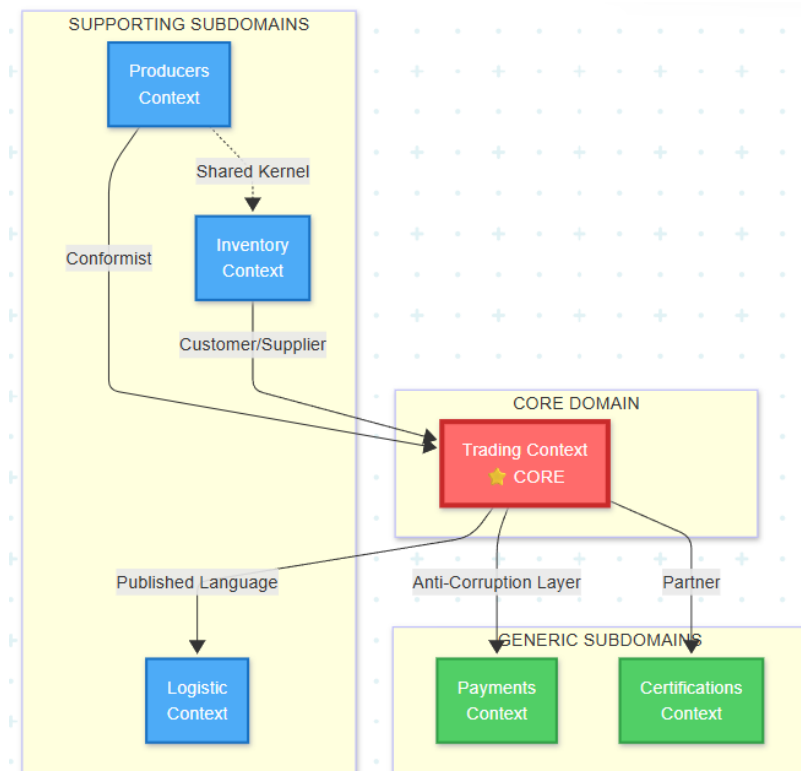 SUPPORTING SUBDOMAINS
Producers
Context
Shared Kernel
Conformist
Inventory
Context
Customer/Supplier
CORE DOMAIN
Trading Context
⭐ CORE
Published Language
Anti-Corruption Layer
Partner
GENERIC SUBDOMAINS
Logistic
Context
Payments
Context
Certifications
Context